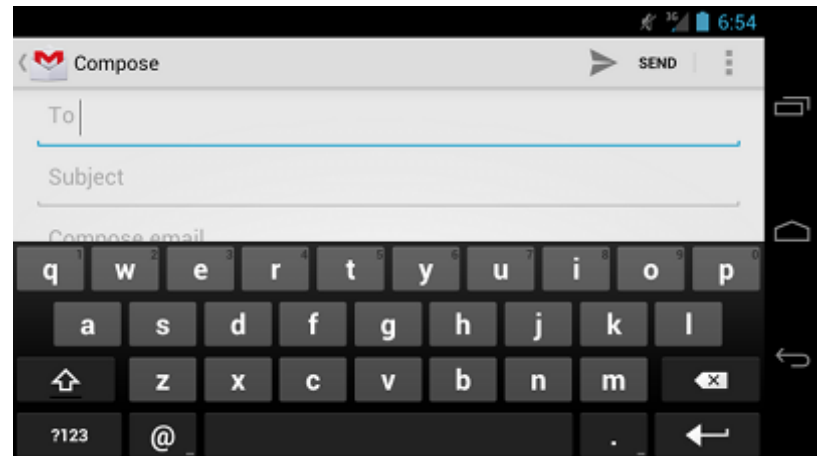 3G 6:54
Compose SEND
To
Subject
Compose email
1 2 3 4 5 6 7 8 9 0
q w e r t y u i o p
a s d f g h j k l
z x c v b n m
?123 @ .